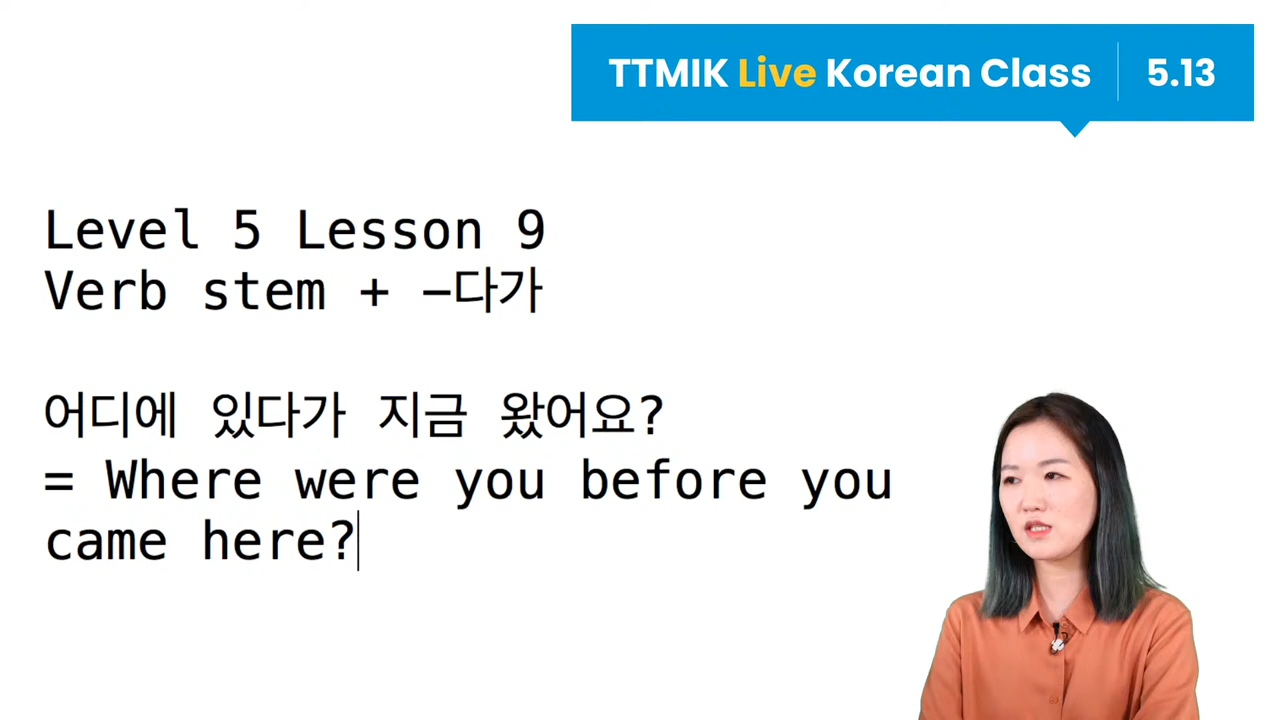 TTMIK Live Korean Class 5.13
Level 5 Lesson 9
Verb stem + -다가
어디에 있다가 지금 왔어요?
= Where were you before you
came here?